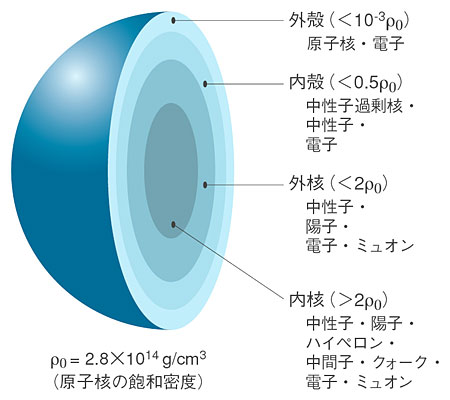 外殻（<10⁻³ρ₀）
原子核・電子
内殻（<0.5ρ₀）
中性子過剰核・
中性子・
電子
外核（<2ρ₀）
中性子・
陽子・
電子・ミュオン
内核（>2ρ₀）
中性子・陽子・
ハイペロン・
中間子・クォーク・
電子・ミュオン
ρ₀ = 2.8×10¹⁴ g/cm³
（原子核の飽和密度）